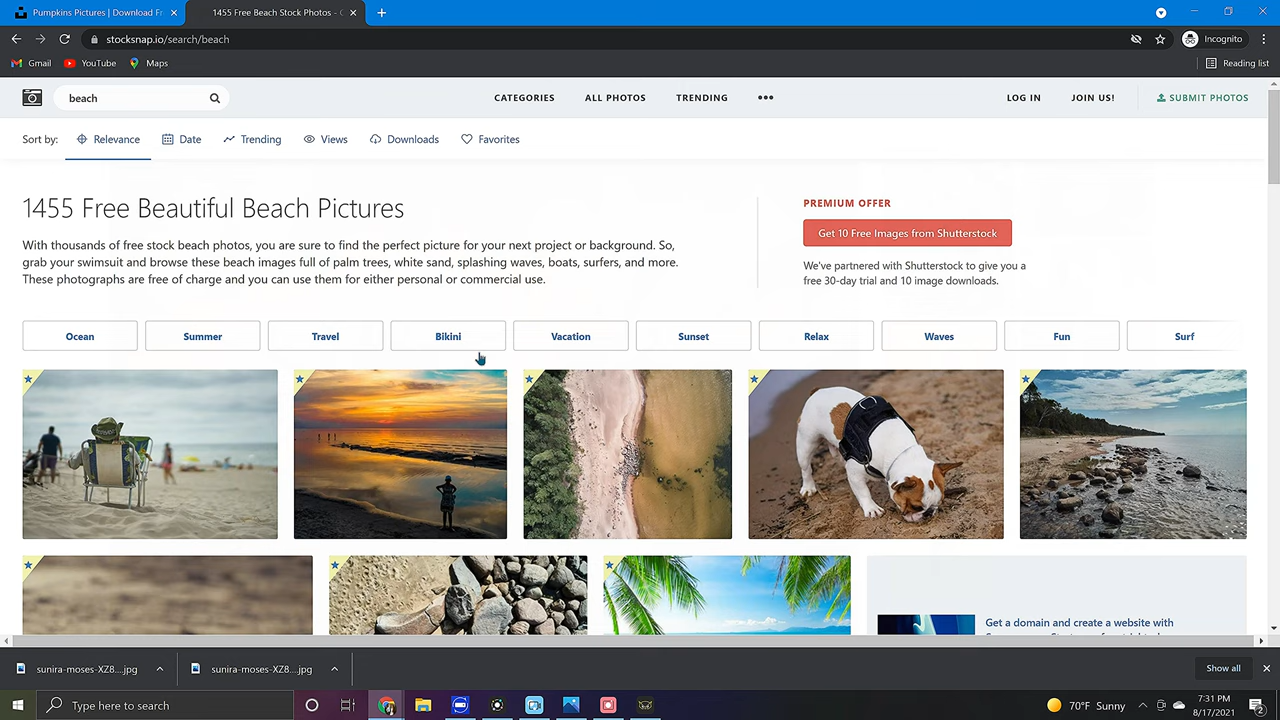 Pumpkins Pictures | Download Fr
1455 Free Beach Stock Photos - C
stocksnap.io/search/beach
Incognito
Gmail YouTube Maps
Reading list
beach
CATEGORIES ALL PHOTOS TRENDING •••
LOG IN JOIN US! SUBMIT PHOTOS
Sort by: Relevance Date Trending Views Downloads Favorites
1455 Free Beautiful Beach Pictures
With thousands of free stock beach photos, you are sure to find the perfect picture for your next project or background. So,
grab your swimsuit and browse these beach images full of palm trees, white sand, splashing waves, boats, surfers, and more.
These photographs are free of charge and you can use them for either personal or commercial use.
PREMIUM OFFER
Get 10 Free Images from Shutterstock
We've partnered with Shutterstock to give you a
free 30-day trial and 10 image downloads.
Ocean Summer Travel Bikini Vacation Sunset Relax Waves Fun Surf
Get a domain and create a website with
sunira-moses-XZ8....jpg
sunira-moses-XZ8....jpg
Show all
Type here to search
70°F Sunny
7:31 PM
8/17/2021
2